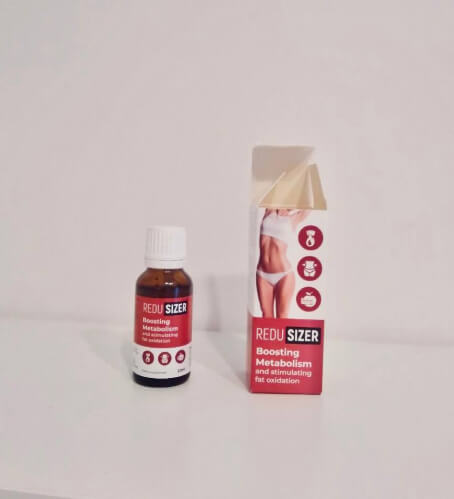 REDU SIZER
Boosting
Metabolism
and stimulating
fat oxidation
REDU SIZER
Boosting
Metabolism
and stimulating
fat oxidation